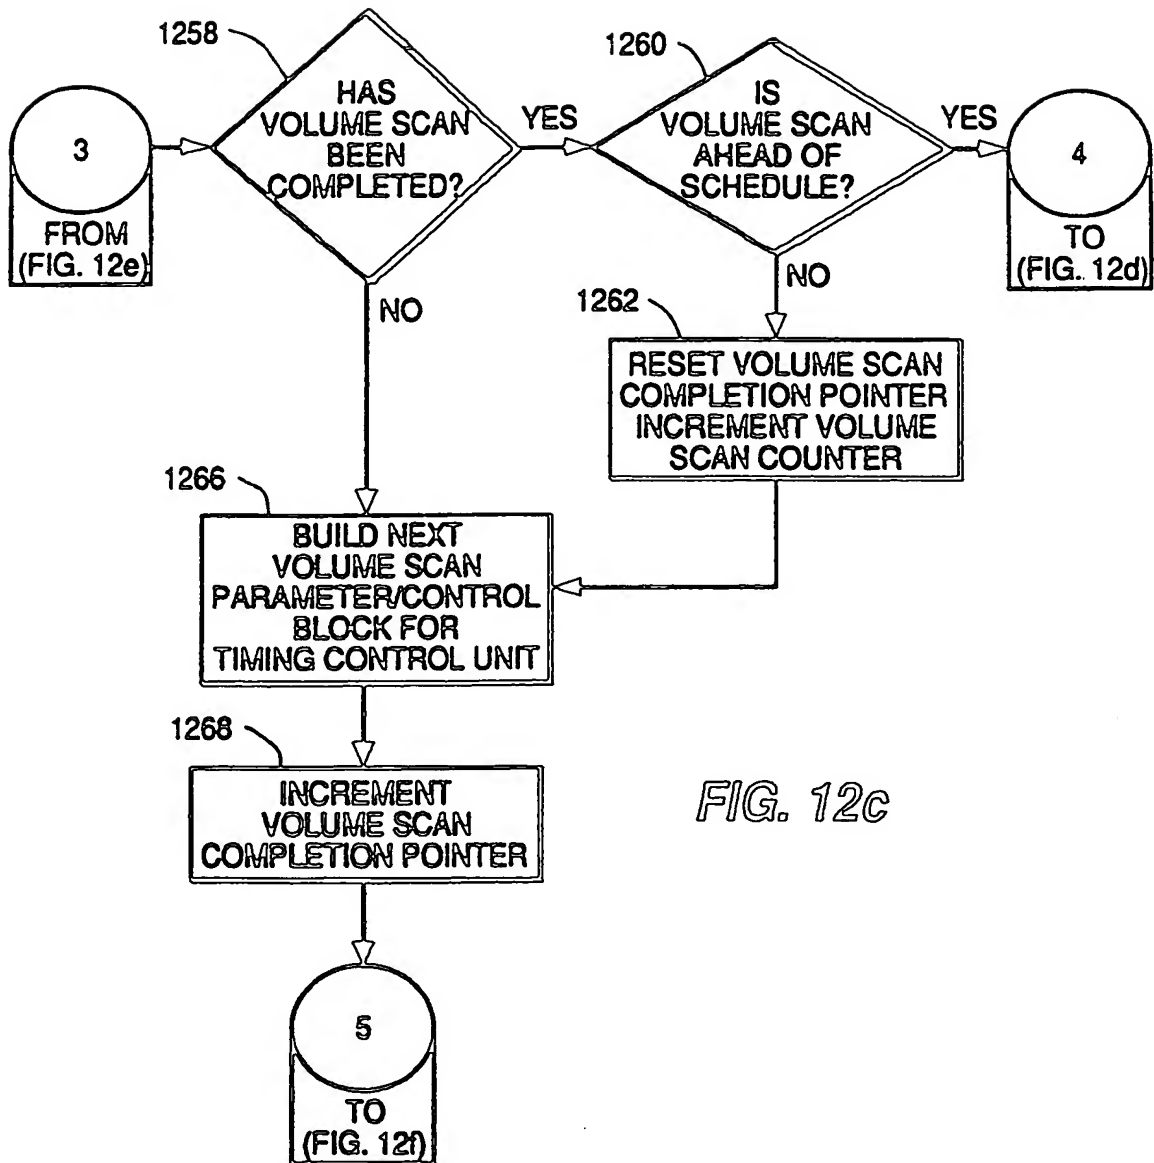 1258
HAS
VOLUME SCAN
BEEN
COMPLETED?
1260
IS
VOLUME SCAN
AHEAD OF
SCHEDULE?
3
FROM
(FIG. 12e)
YES
YES
4
TO
(FIG. 12d)
NO
NO
1262
RESET VOLUME SCAN
COMPLETION POINTER
INCREMENT VOLUME
SCAN COUNTER
1266
BUILD NEXT
VOLUME SCAN
PARAMETER/CONTROL
BLOCK FOR
TIMING CONTROL UNIT
1268
INCREMENT
VOLUME SCAN
COMPLETION POINTER
FIG. 12c
5
TO
(FIG. 12f)